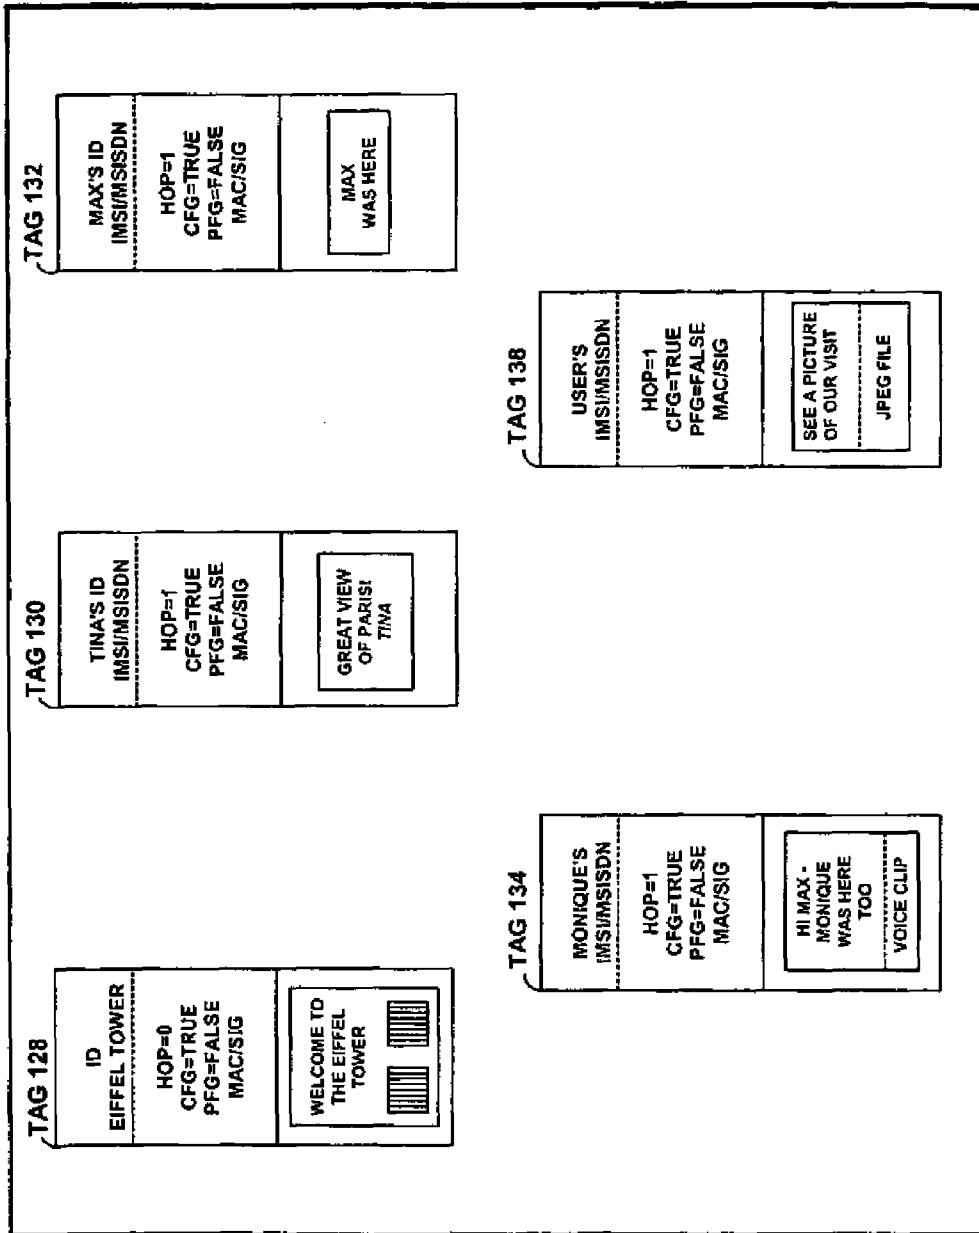 TAG 128
ID
EIFFEL TOWER
HOP=0
CFG=TRUE
PFG=FALSE
MAC/SIG
WELCOME TO
THE EIFFEL
TOWER
TAG 130
TINA'S ID
IMSI/MSISDN
HOP=1
CFG=TRUE
PFG=FALSE
MAC/SIG
GREAT VIEW
OF PARIS!
TINA
TAG 132
MAX'S ID
IMSI/MSISDN
HOP=1
CFG=TRUE
PFG=FALSE
MAC/SIG
MAX
WAS HERE
TAG 134
MONIQUE'S
IMSI/MSISDN
HOP=1
CFG=TRUE
PFG=FALSE
MAC/SIG
HI MAX -
MONIQUE
WAS HERE
TOO
VOICE CLIP
TAG 138
USER'S
IMSI/MSISDN
HOP=1
CFG=TRUE
PFG=FALSE
MAC/SIG
SEE A PICTURE
OF OUR VISIT
JPEG FILE